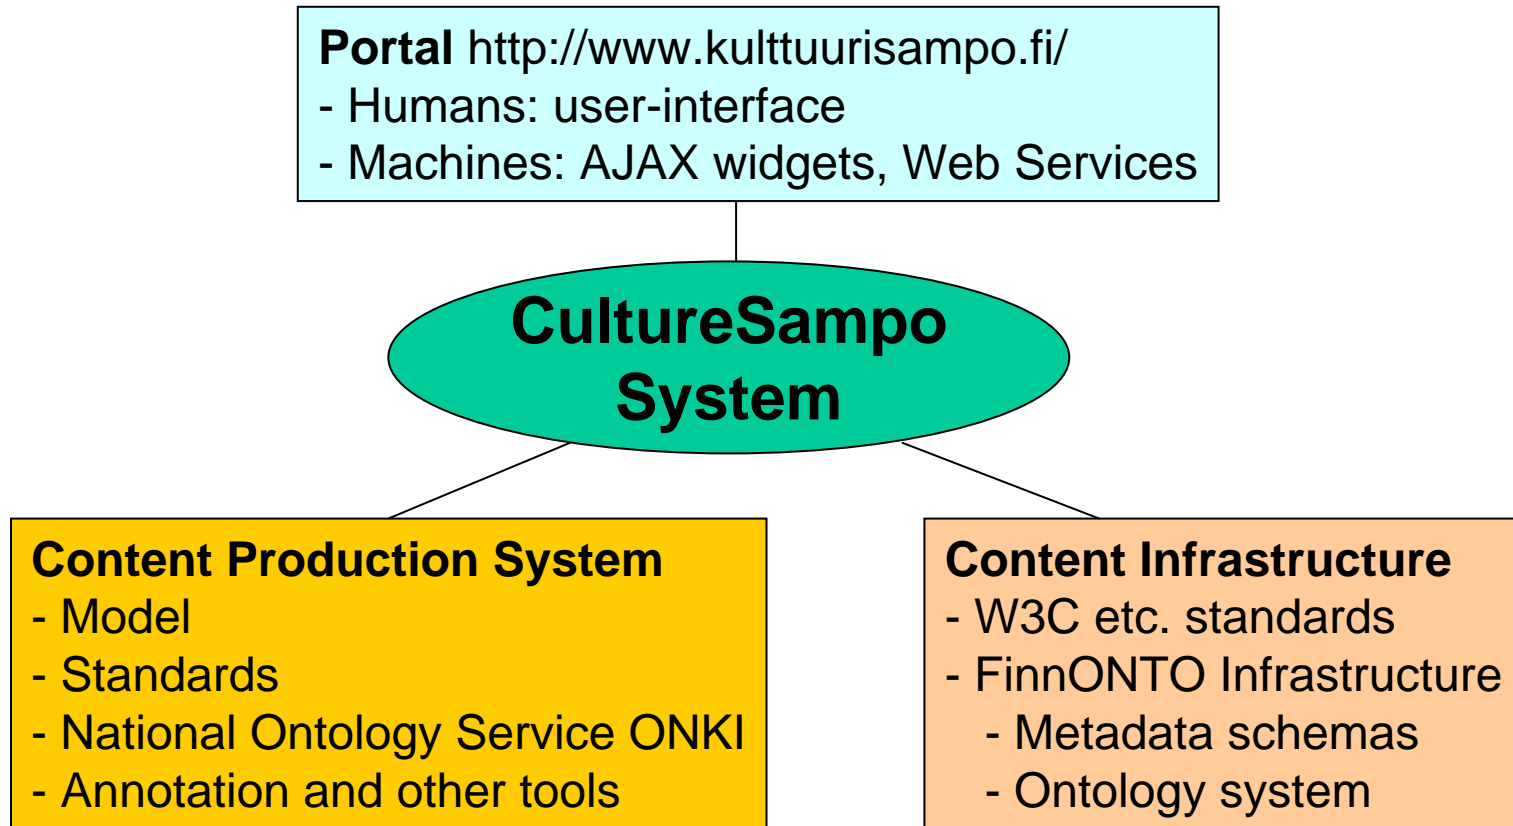 Portal http://www.kulttuurisampo.fi/
- Humans: user-interface
- Machines: AJAX widgets, Web Services
CultureSampo
System
Content Production System
- Model
- Standards
- National Ontology Service ONKI
- Annotation and other tools
Content Infrastructure
- W3C etc. standards
- FinnONTO Infrastructure
- Metadata schemas
- Ontology system